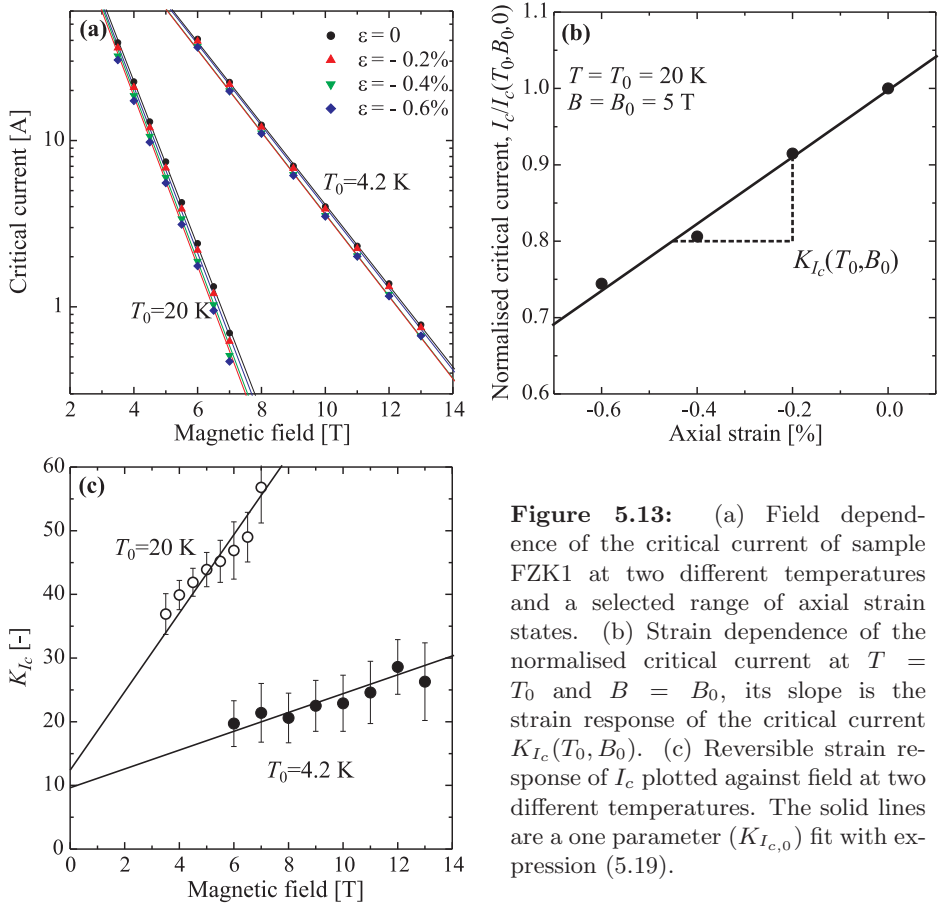 (a)
ε = 0
ε = - 0.2%
ε = - 0.4%
ε = - 0.6%
T0=4.2 K
T0=20 K
Critical current [A]
10
1
2 4 6 8 10 12 14
Magnetic field [T]
(b)
T = T0 = 20 K
B = B0 = 5 T
KIc(T0,B0)
Normalised critical current, Ic/Ic(T0,B0,0)
1.1
1.0
0.9
0.8
0.7
0.6
-0.6 -0.4 -0.2 0.0
Axial strain [%]
(c)
T0=20 K
T0=4.2 K
KIc [-]
60
50
40
30
20
10
0
0 2 4 6 8 10 12 14
Magnetic field [T]
Figure 5.13: (a) Field depend-
ence of the critical current of sample
FZK1 at two different temperatures
and a selected range of axial strain
states. (b) Strain dependence of the
normalised critical current at T =
T0 and B = B0, its slope is the
strain response of the critical current
KIc(T0, B0). (c) Reversible strain re-
sponse of Ic plotted against field at two
different temperatures. The solid lines
are a one parameter (KIc,0) fit with ex-
pression (5.19).